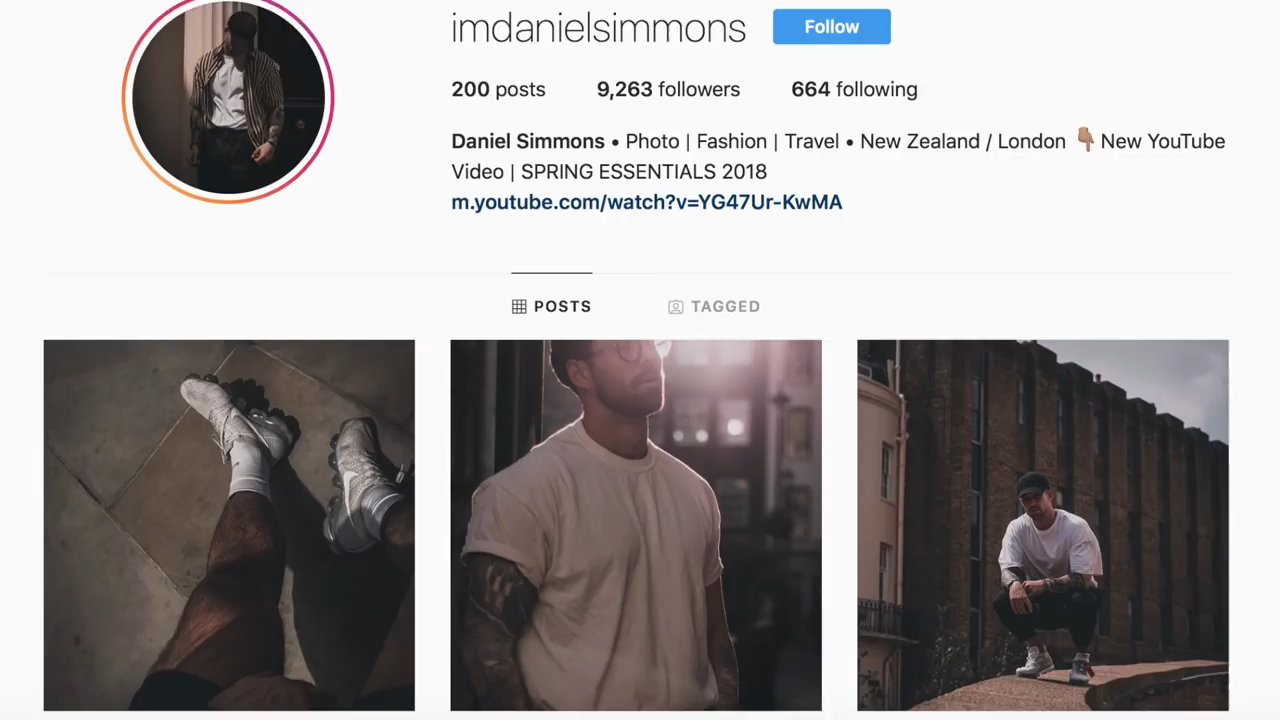 imdanielsimmons Follow
200 posts 9,263 followers 664 following
Daniel Simmons • Photo | Fashion | Travel • New Zealand / London 👇🏽 New YouTube
Video | SPRING ESSENTIALS 2018
m.youtube.com/watch?v=YG47Ur-KwMA
POSTS TAGGED